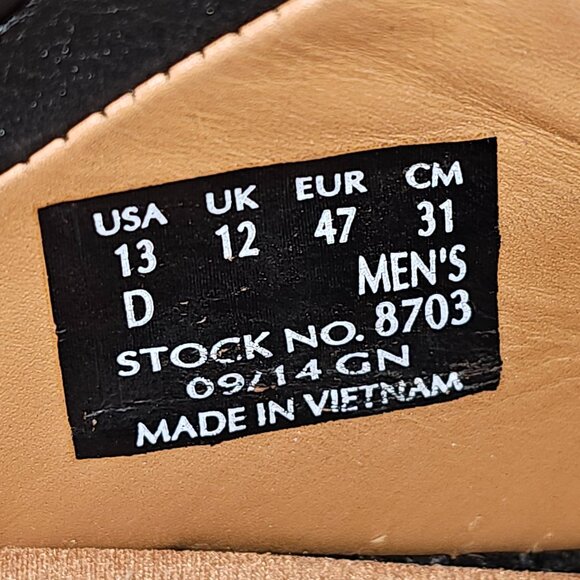 USA UK EUR CM
13 12 47 31
D MEN'S
STOCK NO. 8703
09/14 GN
MADE IN VIETNAM